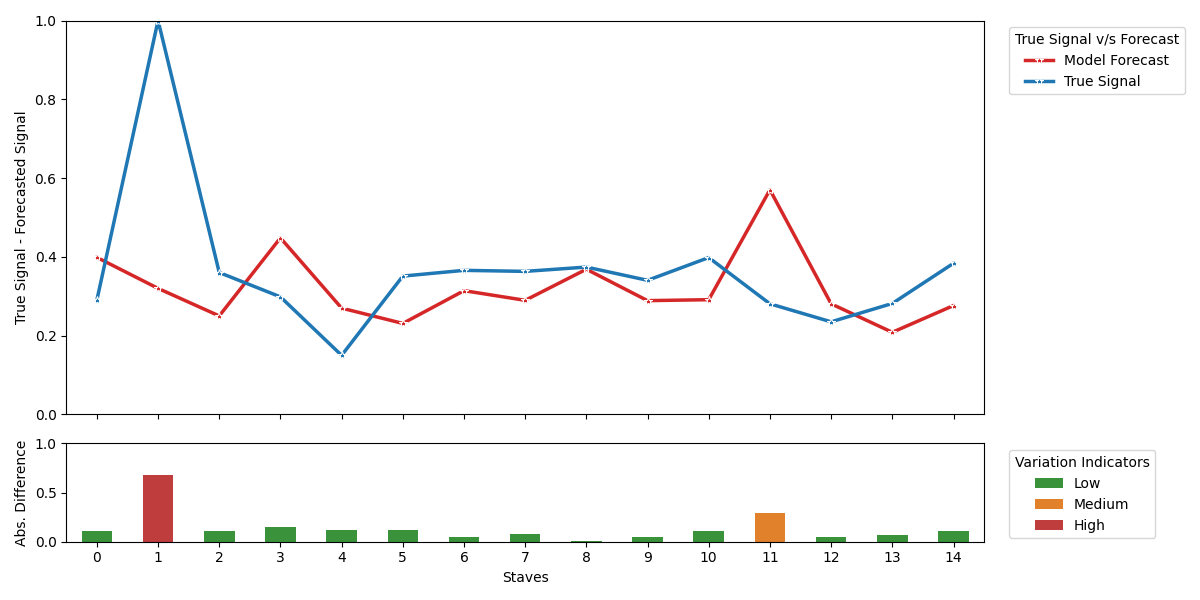 1.0
0.8
0.6
0.4
0.2
0.0
True Signal - Forecasted Signal
True Signal v/s Forecast
Model Forecast
True Signal
1.0
0.5
0.0
Abs. Difference
0 1 2 3 4 5 6 7 8 9 10 11 12 13 14
Staves
Variation Indicators
Low
Medium
High